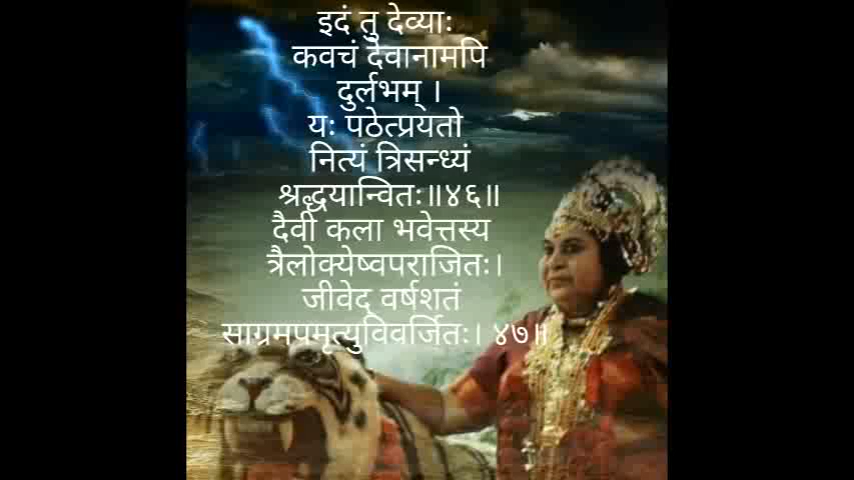 इदं तु देव्याः
कवचं देवानामपि
दुर्लभम् ।
यः पठेत्प्रयतो
नित्यं त्रिसन्ध्यं
श्रद्धयान्वितः॥४६॥
दैवी कला भवेत्तस्य
त्रैलोक्येष्वपराजितः।
जीवेद् वर्षशतं
साग्रमपमृत्युविवर्जितः। ४७॥